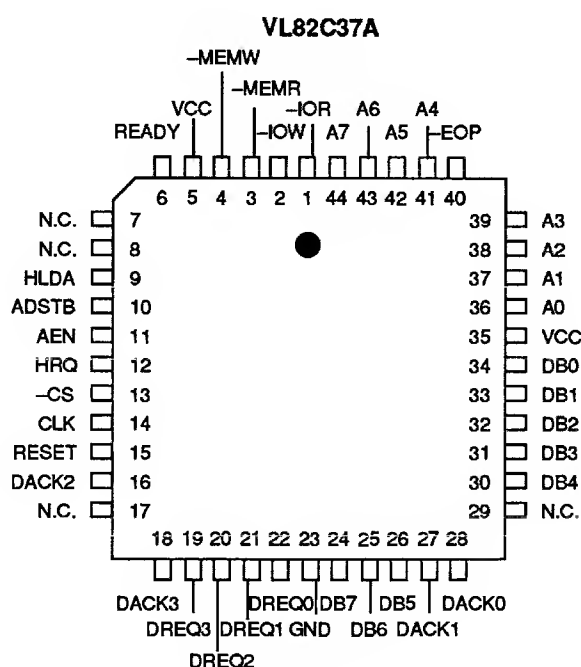 VL82C37A
–MEMW
–MEMR
VCC –IOR A6 A4
READY –IOW A7 A5 –EOP
6 5 4 3 2 1 44 43 42 41 40
N.C. 7 39 A3
N.C. 8 38 A2
HLDA 9 37 A1
ADSTB 10 36 A0
AEN 11 35 VCC
HRQ 12 34 DB0
–CS 13 33 DB1
CLK 14 32 DB2
RESET 15 31 DB3
DACK2 16 30 DB4
N.C. 17 29 N.C.
18 19 20 21 22 23 24 25 26 27 28
DACK3 DREQ0 DB7 DB5 DACK0
DREQ3 DREQ1 GND DB6 DACK1
DREQ2